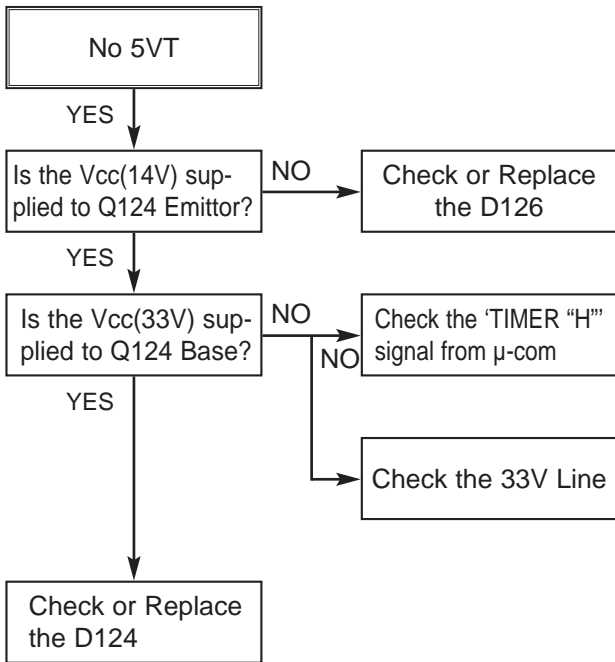 No 5VT
YES
Is the Vcc(14V) sup-
plied to Q124 Emittor?
NO
Check or Replace
the D126
YES
Is the Vcc(33V) sup-
plied to Q124 Base?
NO
NO
Check the ‘TIMER “H”’
signal from µ-com
YES
Check the 33V Line
Check or Replace
the D124